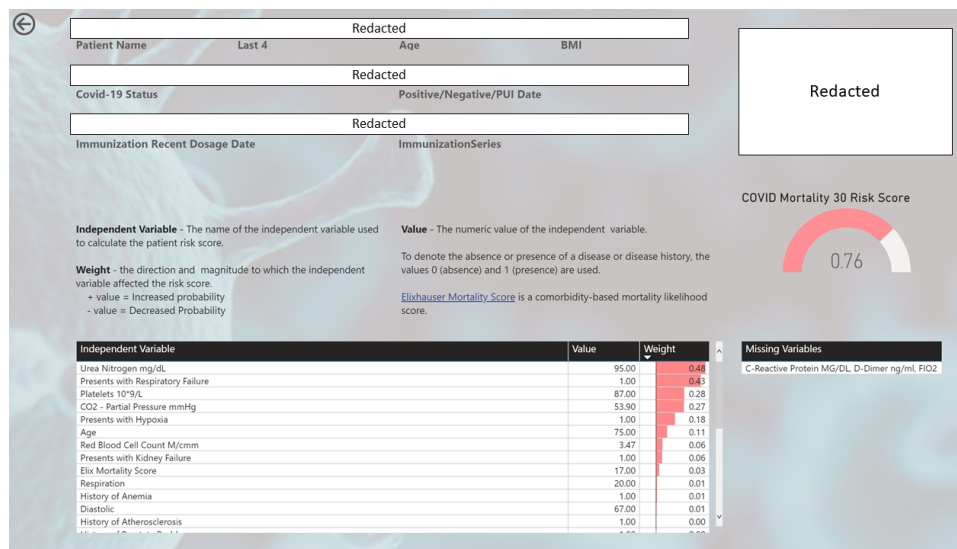 Redacted
Patient Name Last 4 Age BMI
Redacted
Covid-19 Status Positive/Negative/PUI Date
Redacted
Immunization Recent Dosage Date ImmunizationSeries
Redacted
COVID Mortality 30 Risk Score
0.76
Independent Variable - The name of the independent variable used
to calculate the patient risk score.
Weight - the direction and magnitude to which the independent
variable affected the risk score.
+ value = Increased probability
- value = Decreased Probability
Value - The numeric value of the independent variable.
To denote the absence or presence of a disease or disease history, the
values 0 (absence) and 1 (presence) are used.
Elixhauser Mortality Score is a comorbidity-based mortality likelihood
score.
Independent Variable Value Weight
Urea Nitrogen mg/dL 95.00 0.48
Presents with Respiratory Failure 1.00 0.43
Platelets 10^9/L 87.00 0.28
CO2 - Partial Pressure mmHg 53.90 0.27
Presents with Hypoxia 1.00 0.18
Age 75.00 0.11
Red Blood Cell Count M/cmm 3.47 0.06
Presents with Kidney Failure 1.00 0.06
Elix Mortality Score 17.00 0.03
Respiration 20.00 0.01
History of Anemia 1.00 0.01
Diastolic 67.00 0.01
History of Atherosclerosis 1.00 0.00
Missing Variables
C-Reactive Protein MG/DL, D-Dimer ng/ml, FIO2